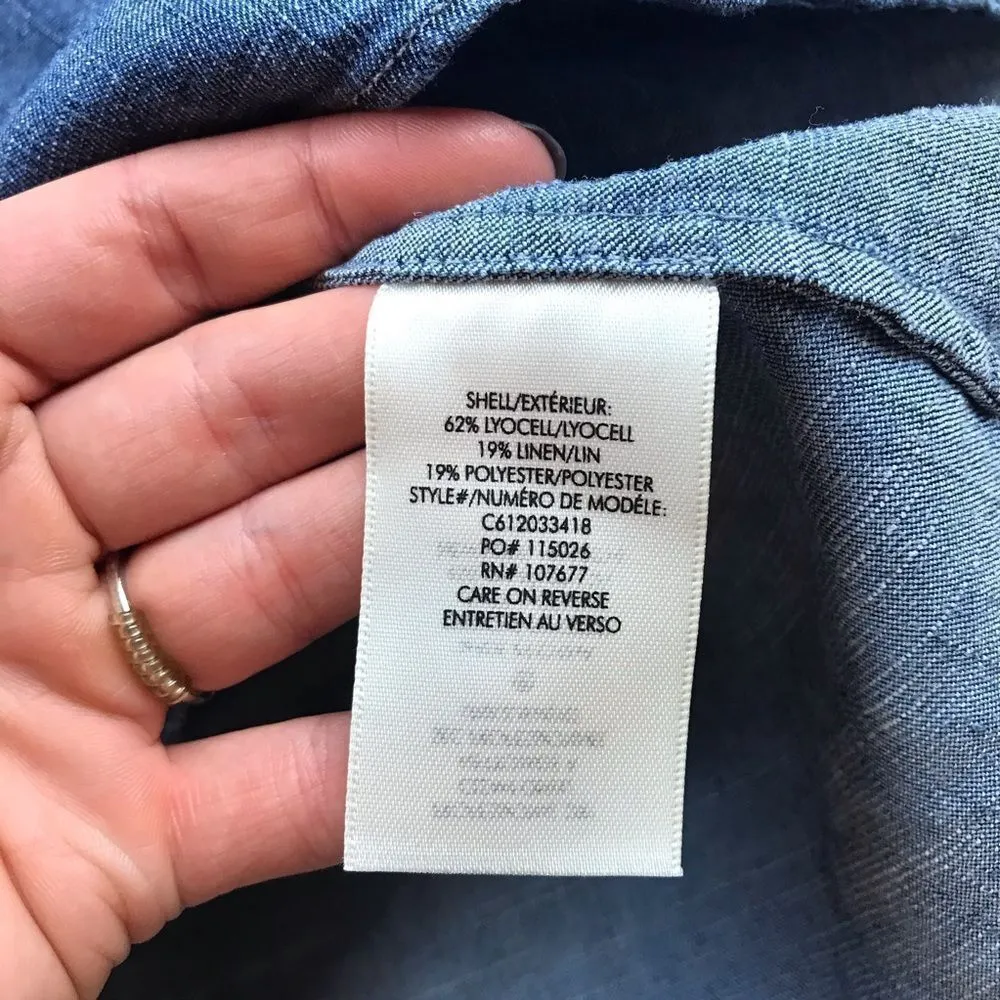 SHELL/EXTÉRIEUR:
62% LYOCELL/LYOCELL
19% LINEN/LIN
19% POLYESTER/POLYESTER
STYLE#/NUMÉRO DE MODÉLE:
C612033418
PO# 115026
RN# 107677
CARE ON REVERSE
ENTRETIEN AU VERSO